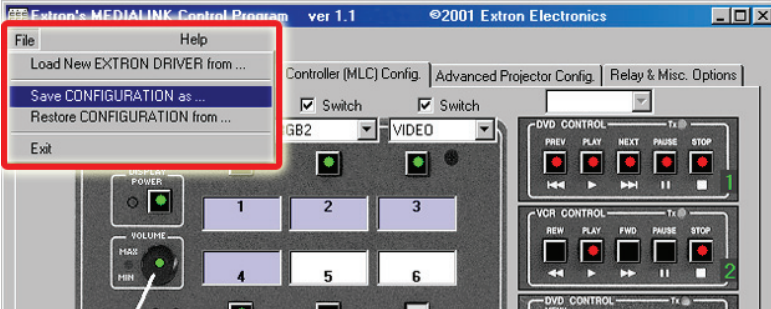 Extron's MEDIALINK Control Program ver 1.1 ©2001 Extron Electronics
File Help
Load New EXTRON DRIVER from ...
Save CONFIGURATION as ...
Restore CONFIGURATION from ...
Exit
Controller (MLC) Config. Advanced Projector Config. Relay & Misc. Options
Switch Switch
GB2 VIDEO
DVD CONTROL Tx
PREV PLAY NEXT PAUSE STOP
1
DISPLAY
POWER
1 2 3
VCR CONTROL Tx
REW PLAY FWD PAUSE STOP
2
VOLUME
MAX
MIN
4 5 6
DVD CONTROL Tx
MENU